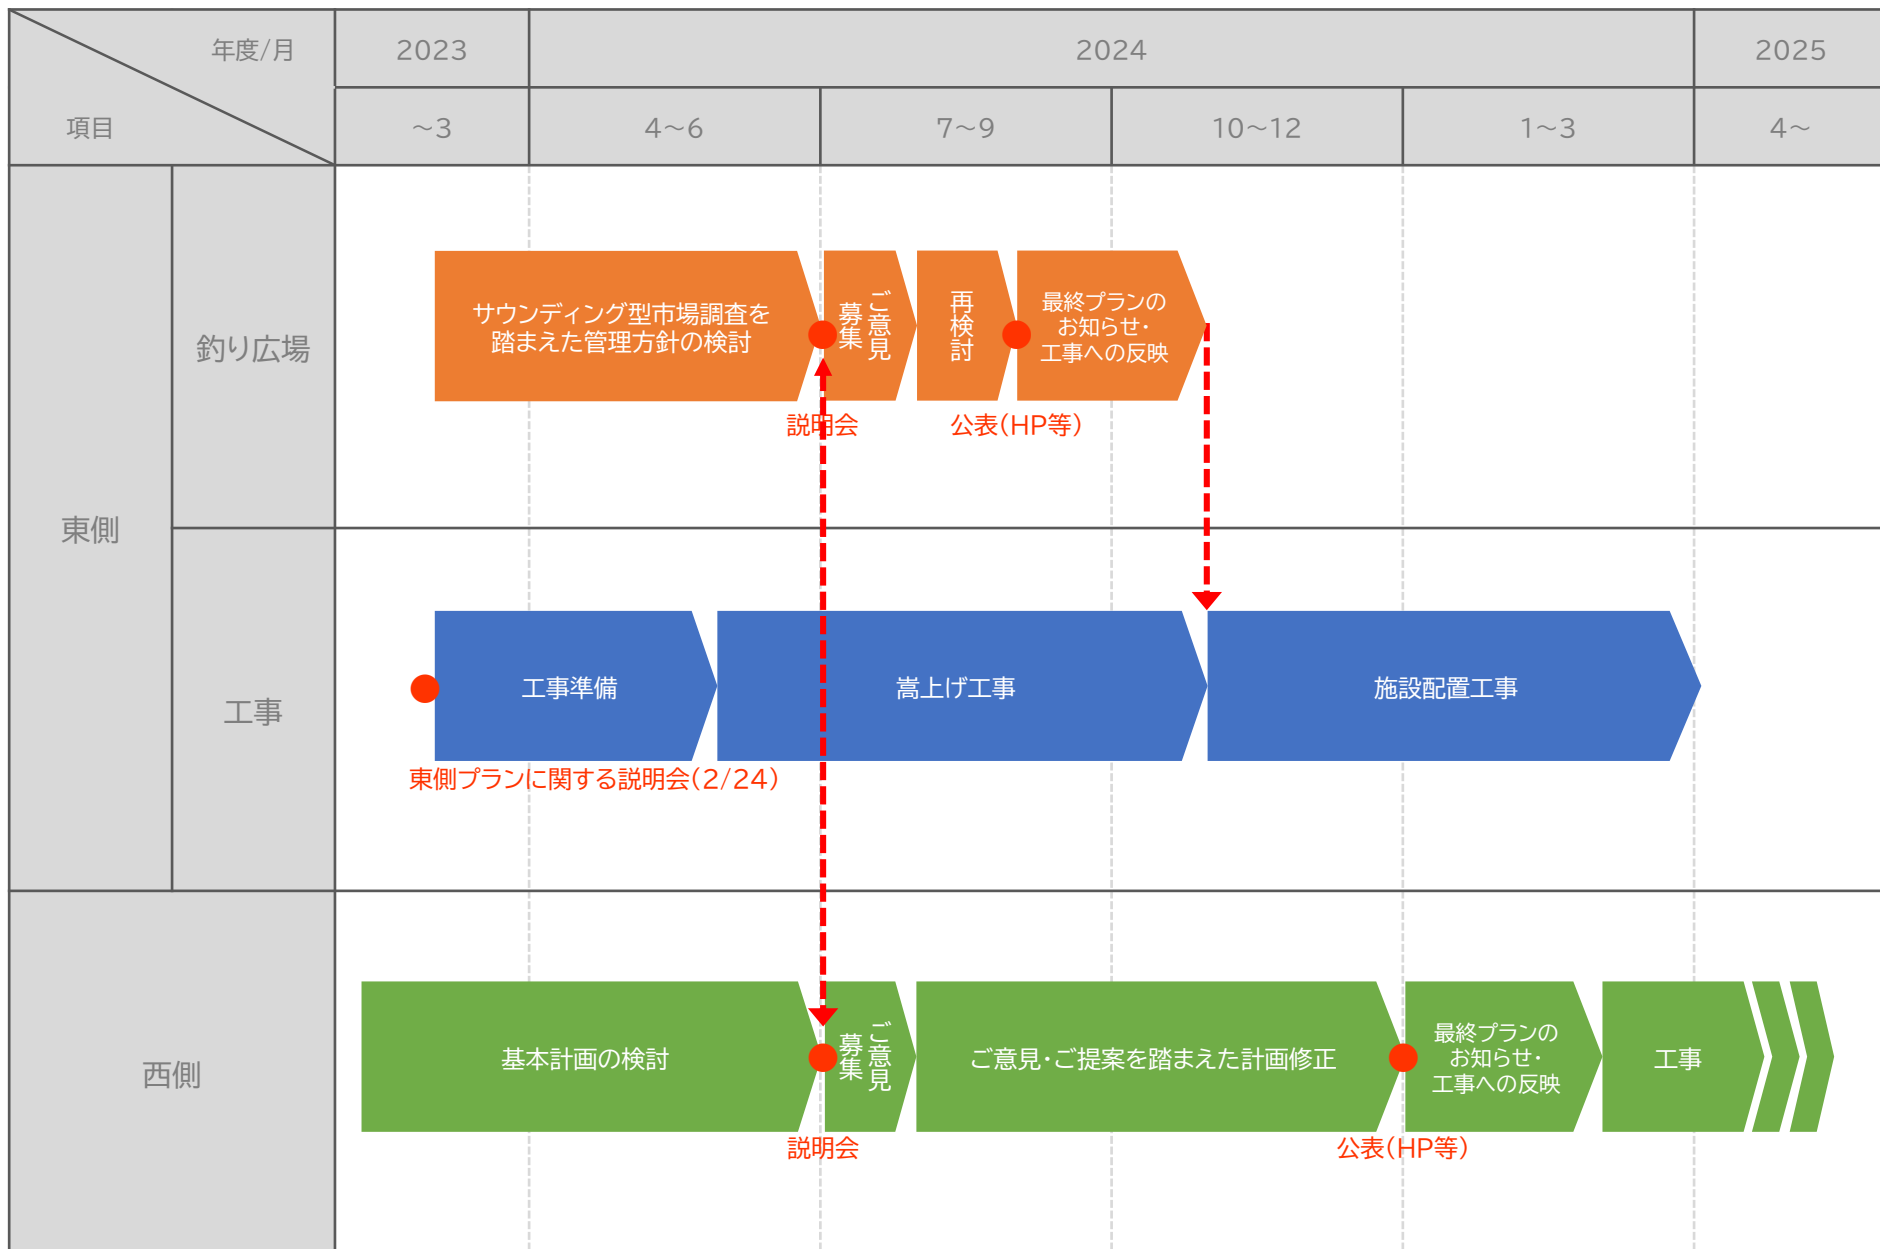 年度/月
項目
2023
2024
2025
～3
4～6
7～9
10～12
1～3
4～
東側
釣り広場
サウンディング型市場調査を
踏まえた管理方針の検討
ご意見
募集
再検討
最終プランの
お知らせ・
工事への反映
説明会
公表(HP等)
工事
工事準備
嵩上げ工事
施設配置工事
東側プランに関する説明会(2/24)
西側
基本計画の検討
ご意見
募集
ご意見・ご提案を踏まえた計画修正
最終プランの
お知らせ・
工事への反映
工事
説明会
公表(HP等)